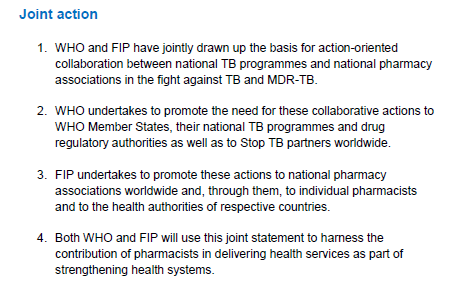 Joint action
1. WHO and FIP have jointly drawn up the basis for action-oriented
collaboration between national TB programmes and national pharmacy
associations in the fight against TB and MDR-TB.
2. WHO undertakes to promote the need for these collaborative actions to
WHO Member States, their national TB programmes and drug
regulatory authorities as well as to Stop TB partners worldwide.
3. FIP undertakes to promote these actions to national pharmacy
associations worldwide and, through them, to individual pharmacists
and to the health authorities of respective countries.
4. Both WHO and FIP will use this joint statement to harness the
contribution of pharmacists in delivering health services as part of
strengthening health systems.